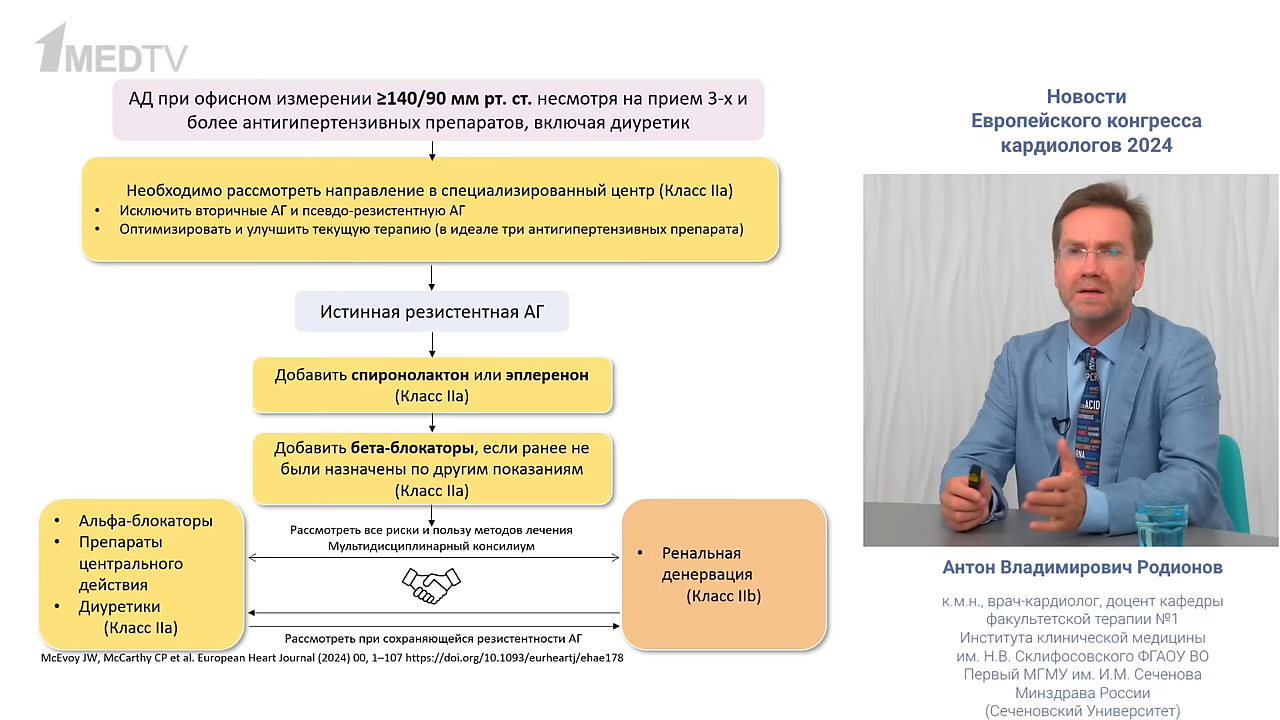 1MEDTV
АД при офисном измерении ≥140/90 мм рт. ст. несмотря на прием 3-х и
более антигипертензивных препаратов, включая диуретик
Необходимо рассмотреть направление в специализированный центр (Класс IIa)
• Исключить вторичные АГ и псевдо-резистентную АГ
• Оптимизировать и улучшить текущую терапию (в идеале три антигипертензивных препарата)
Истинная резистентная АГ
Добавить спиронолактон или эплеренон
(Класс IIa)
Добавить бета-блокаторы, если ранее не
были назначены по другим показаниям
(Класс IIa)
• Альфа-блокаторы
• Препараты
центрального
действия
• Диуретики
(Класс IIa)
Рассмотреть все риски и пользу методов лечения
Мультидисциплинарный консилиум
Рассмотреть при сохраняющейся резистентности АГ
• Ренальная
денервация
(Класс IIb)
McEvoy JW, McCarthy CP et al. European Heart Journal (2024) 00, 1–107 https://doi.org/10.1093/eurheartj/ehae178
Новости
Европейского конгресса
кардиологов 2024
ACID
Антон Владимирович Родионов
к.м.н., врач-кардиолог, доцент кафедры
факультетской терапии №1
Института клинической медицины
им. Н.В. Склифосовского ФГАОУ ВО
Первый МГМУ им. И.М. Сеченова
Минздрава России
(Сеченовский Университет)